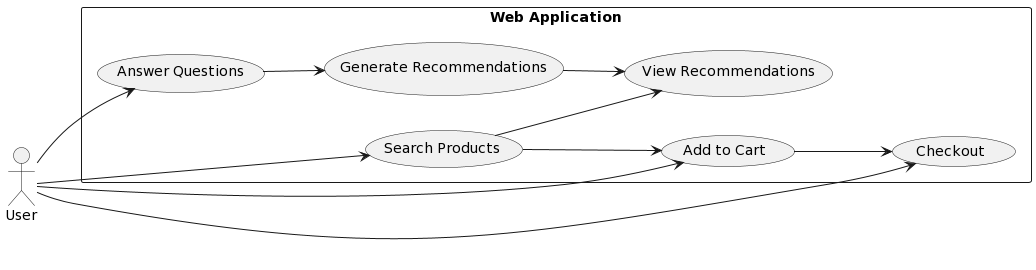 Web Application
Answer Questions
Generate Recommendations
View Recommendations
Search Products
Add to Cart
Checkout
User